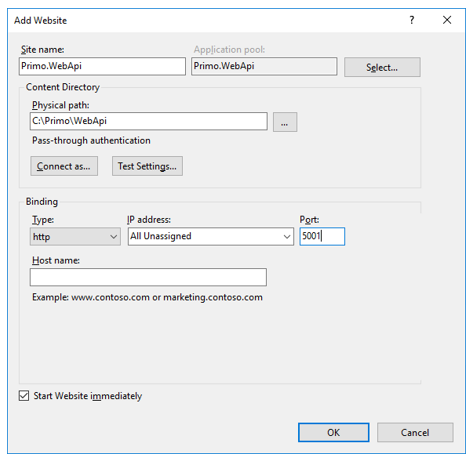 Add Website
?
Site name:
Application pool:
Primo.WebApi
Primo.WebApi
Select...
Content Directory
Physical path:
C:\Primo\WebApi
...
Pass-through authentication
Connect as...
Test Settings...
Binding
Type:
IP address:
Port:
http
All Unassigned
5001
Host name:
Example: www.contoso.com or marketing.contoso.com
Start Website immediately
OK
Cancel